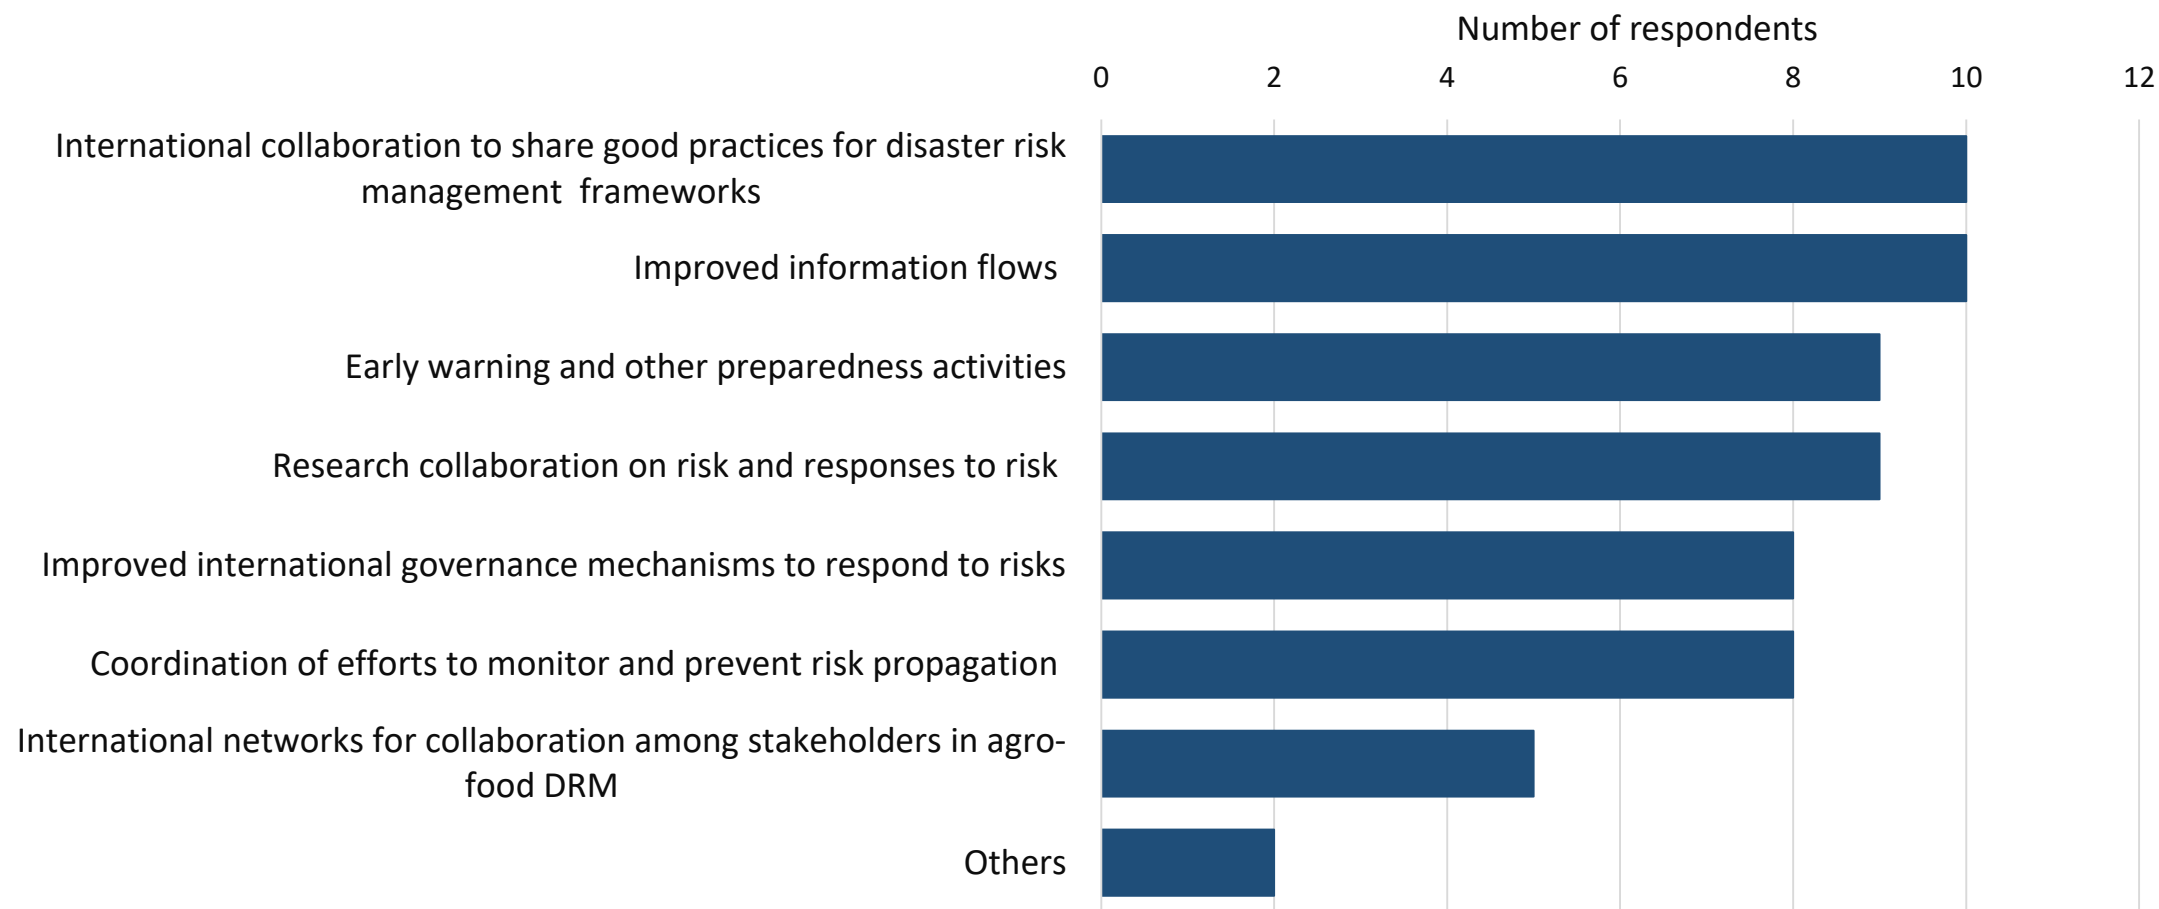 Number of respondents
0 2 4 6 8 10 12
International collaboration to share good practices for disaster risk
management  frameworks
Improved information flows
Early warning and other preparedness activities
Research collaboration on risk and responses to risk
Improved international governance mechanisms to respond to risks
Coordination of efforts to monitor and prevent risk propagation
International networks for collaboration among stakeholders in agro-
food DRM
Others